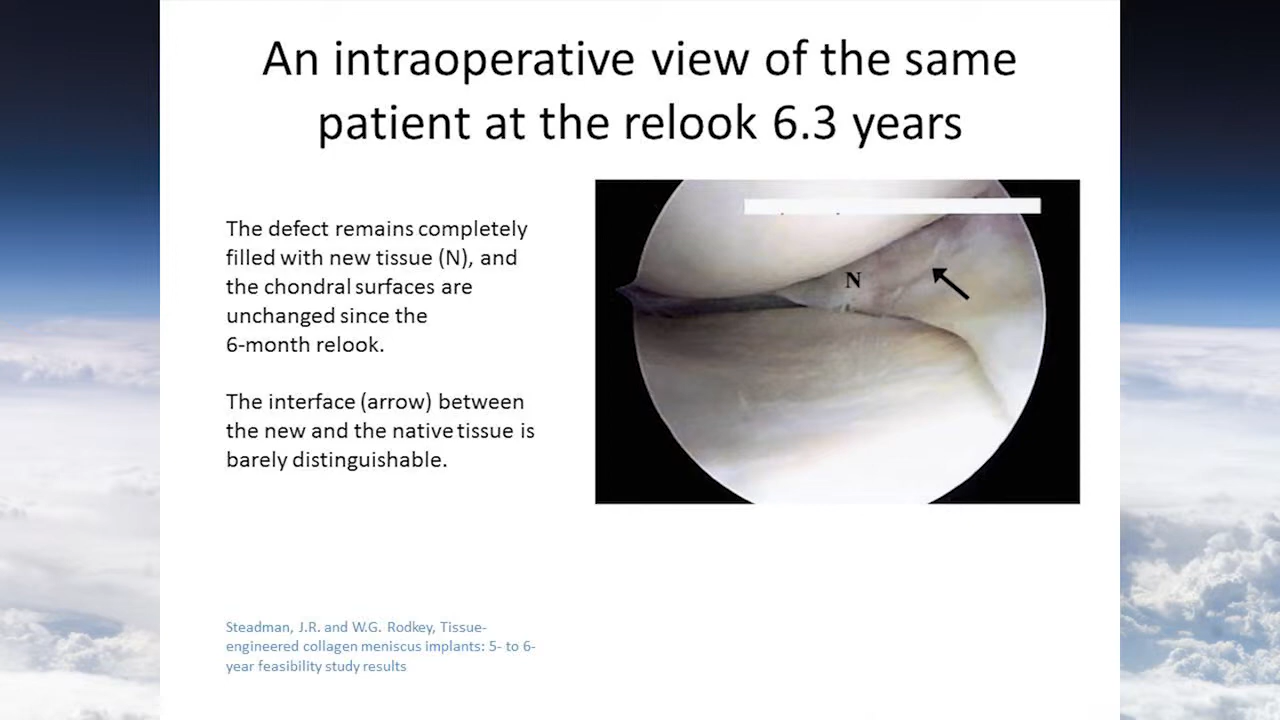 An intraoperative view of the same
patient at the relook 6.3 years
The defect remains completely
filled with new tissue (N), and
the chondral surfaces are
unchanged since the
6-month relook.
The interface (arrow) between
the new and the native tissue is
barely distinguishable.
N
Steadman, J.R. and W.G. Rodkey, Tissue-
engineered collagen meniscus implants: 5- to 6-
year feasibility study results